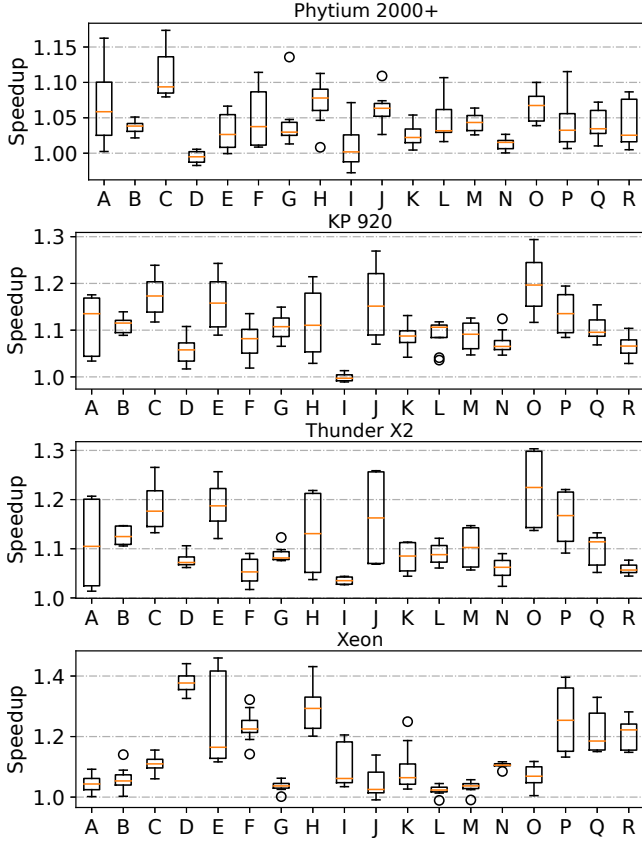 Phytium 2000+
Speedup
1.15
1.10
1.05
1.00
A B C D E F G H I J K L M N O P Q R
KP 920
Speedup
1.3
1.2
1.1
1.0
A B C D E F G H I J K L M N O P Q R
Thunder X2
Speedup
1.3
1.2
1.1
1.0
A B C D E F G H I J K L M N O P Q R
Xeon
Speedup
1.4
1.2
1.0
A B C D E F G H I J K L M N O P Q R